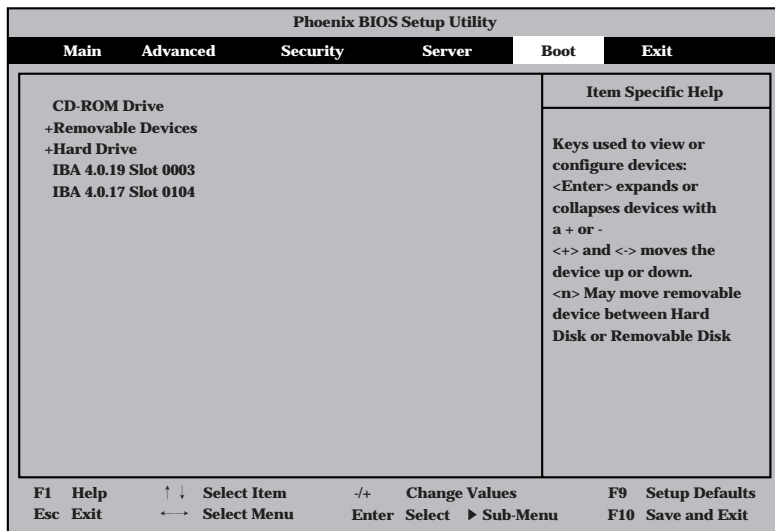 Phoenix BIOS Setup Utility
Main Advanced Security Server Boot Exit
CD-ROM Drive
+Removable Devices
+Hard Drive
IBA 4.0.19 Slot 0003
IBA 4.0.17 Slot 0104
Item Specific Help
Keys used to view or
configure devices:
<Enter> expands or
collapses devices with
a + or -
<+> and <-> moves the
device up or down.
<n> May move removable
device between Hard
Disk or Removable Disk
F1 Help ↑↓ Select Item -/+ Change Values F9 Setup Defaults
Esc Exit ←→ Select Menu Enter Select ▶ Sub-Menu F10 Save and Exit